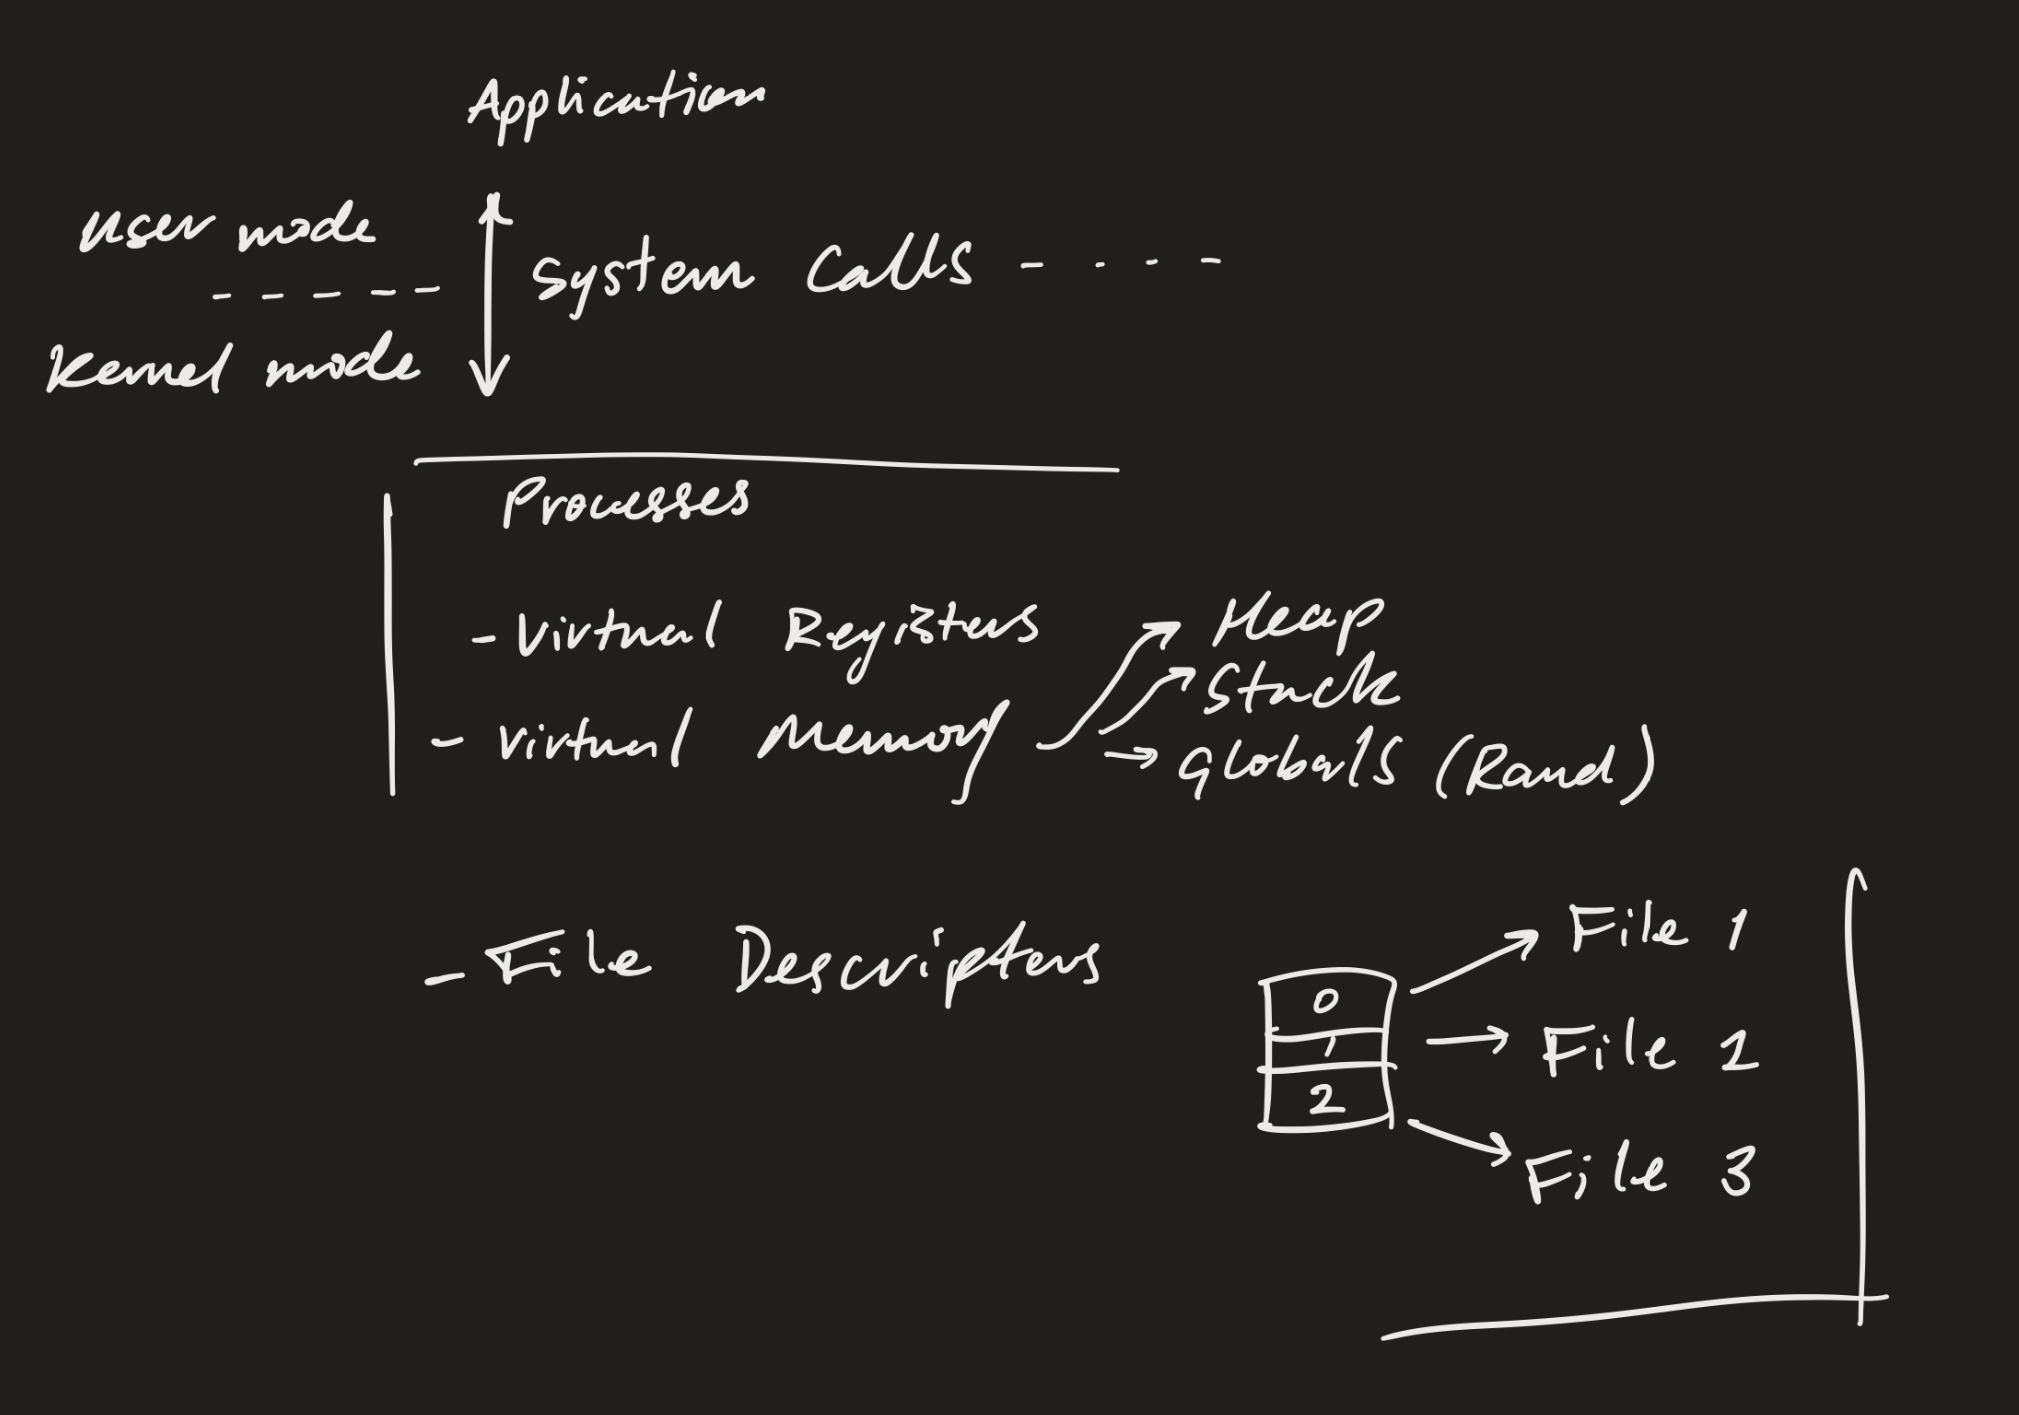 Application
User mode
System Calls - - - -
- - - - -
Kernel mode
Processes
- Virtual Registers
Heap
Stack
- Virtual Memory
→ Globals (Rand)
- File Descriptors
File 1
0
1
File 2
2
File 3